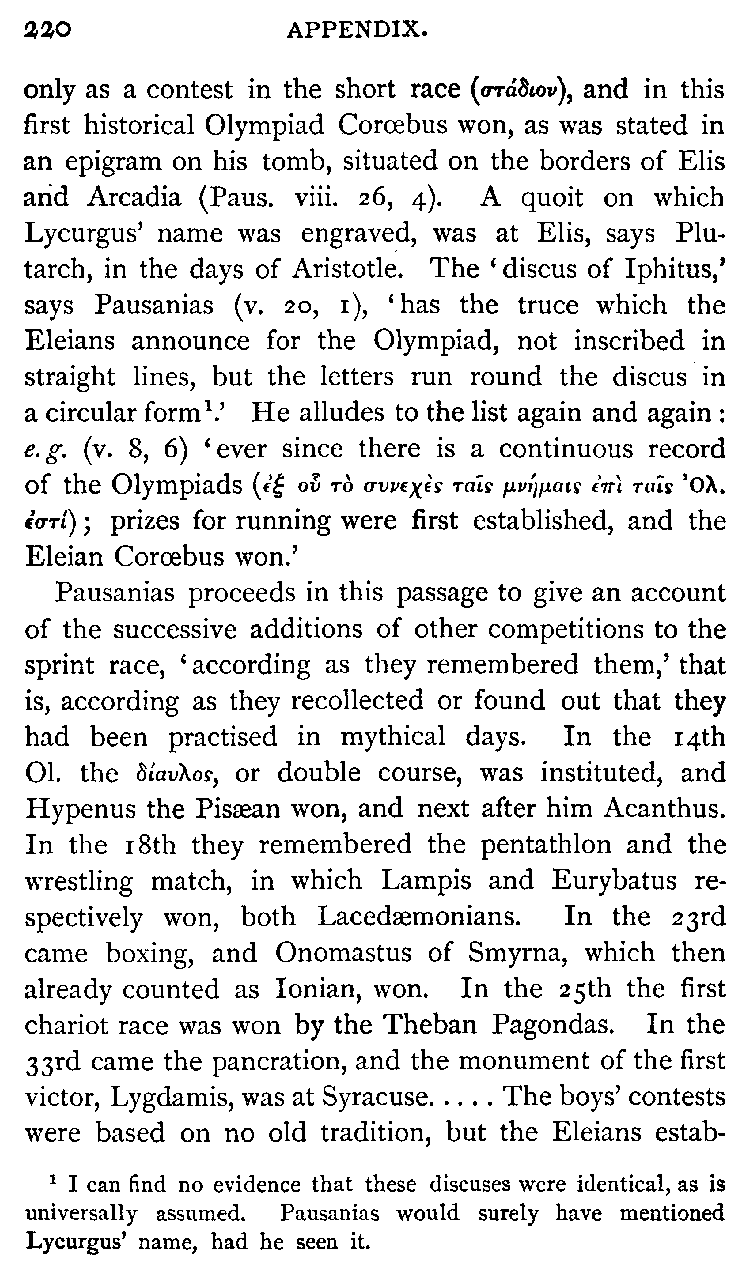 220 APPENDIX.
only as a contest in the short race (στάδιον), and in this
first historical Olympiad Corœbus won, as was stated in
an epigram on his tomb, situated on the borders of Elis
and Arcadia (Paus. viii. 26, 4). A quoit on which
Lycurgus’ name was engraved, was at Elis, says Plu-
tarch, in the days of Aristotle. The ‘discus of Iphitus,’
says Pausanias (v. 20, 1), ‘has the truce which the
Eleians announce for the Olympiad, not inscribed in
straight lines, but the letters run round the discus in
a circular form¹.’ He alludes to the list again and again :
e. g. (v. 8, 6) ‘ever since there is a continuous record
of the Olympiads (ἐξ οὗ τὸ συνεχὲς ταῖς μνήμαις ἐπὶ ταῖς Ὀλ.
ἐστί) ; prizes for running were first established, and the
Eleian Corœbus won.’
Pausanias proceeds in this passage to give an account
of the successive additions of other competitions to the
sprint race, ‘according as they remembered them,’ that
is, according as they recollected or found out that they
had been practised in mythical days. In the 14th
Ol. the δίαυλος, or double course, was instituted, and
Hypenus the Pisæan won, and next after him Acanthus.
In the 18th they remembered the pentathlon and the
wrestling match, in which Lampis and Eurybatus re-
spectively won, both Lacedæmonians. In the 23rd
came boxing, and Onomastus of Smyrna, which then
already counted as Ionian, won. In the 25th the first
chariot race was won by the Theban Pagondas. In the
33rd came the pancration, and the monument of the first
victor, Lygdamis, was at Syracuse. . . . . The boys’ contests
were based on no old tradition, but the Eleians estab-
¹ I can find no evidence that these discuses were identical, as is
universally assumed. Pausanias would surely have mentioned
Lycurgus’ name, had he seen it.